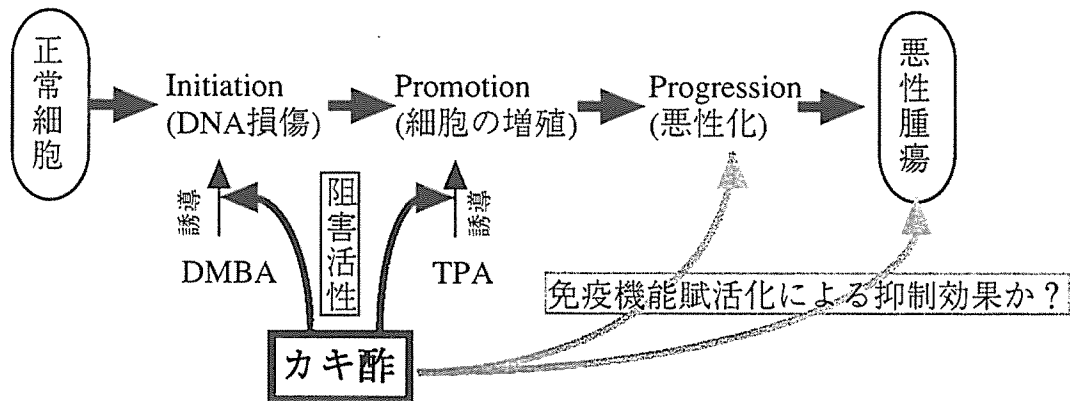 正常細胞
Initiation
(DNA損傷)
Promotion
(細胞の増殖)
Progression
(悪性化)
悪性腫瘍
誘導
阻害活性
誘導
DMBA
TPA
免疫機能賦活化による抑制効果か?
カキ酢